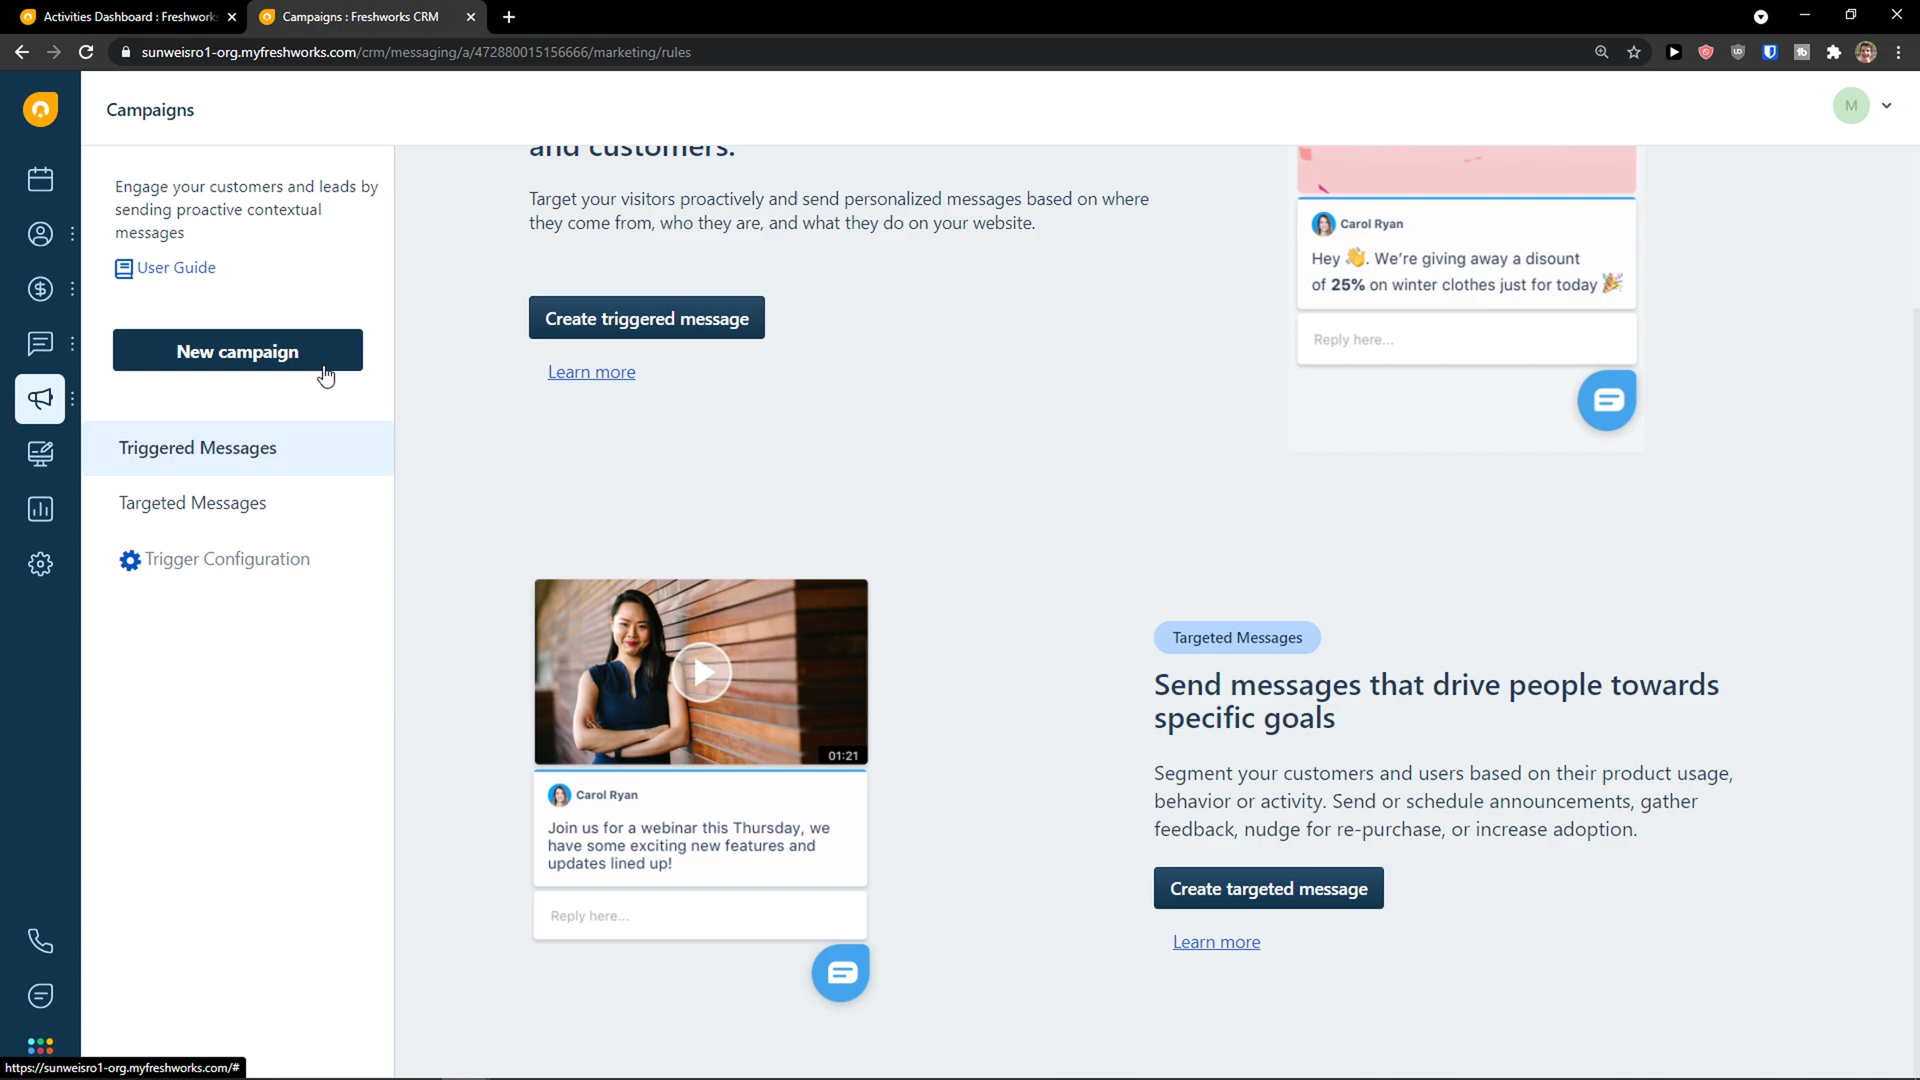 Activities Dashboard : Freshwork
Campaigns : Freshworks CRM
sunweisro1-org.myfreshworks.com/crm/messaging/a/472880015156666/marketing/rules
Campaigns
M
Engage your customers and leads by
sending proactive contextual
messages
User Guide
New campaign
Triggered Messages
Targeted Messages
Trigger Configuration
and customers.
Target your visitors proactively and send personalized messages based on where
they come from, who they are, and what they do on your website.
Create triggered message
Learn more
Carol Ryan
Hey 👋. We're giving away a disount
of 25% on winter clothes just for today 🎉
Reply here...
01:21
Carol Ryan
Join us for a webinar this Thursday, we
have some exciting new features and
updates lined up!
Reply here...
Targeted Messages
Send messages that drive people towards
specific goals
Segment your customers and users based on their product usage,
behavior or activity. Send or schedule announcements, gather
feedback, nudge for re-purchase, or increase adoption.
Create targeted message
Learn more
https://sunweisro1-org.myfreshworks.com/#